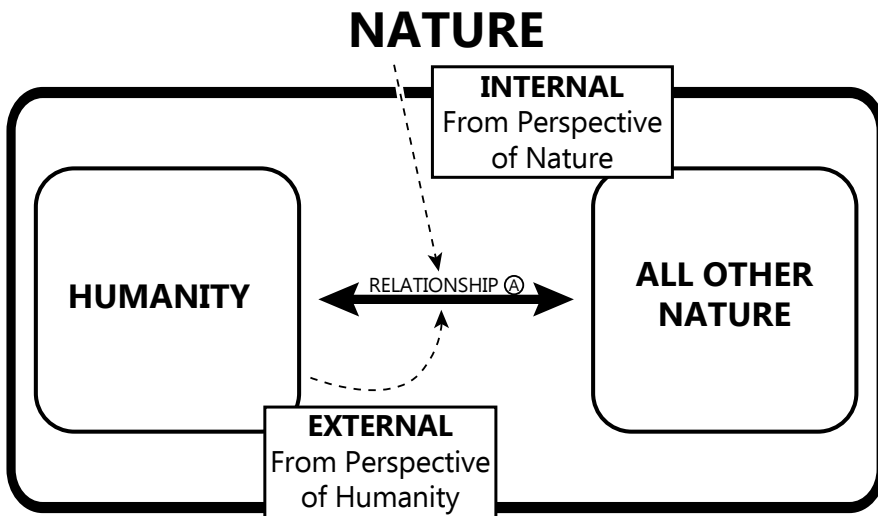 NATURE
INTERNAL
From Perspective
of Nature
HUMANITY
RELATIONSHIP Ⓐ
ALL OTHER
NATURE
EXTERNAL
From Perspective
of Humanity